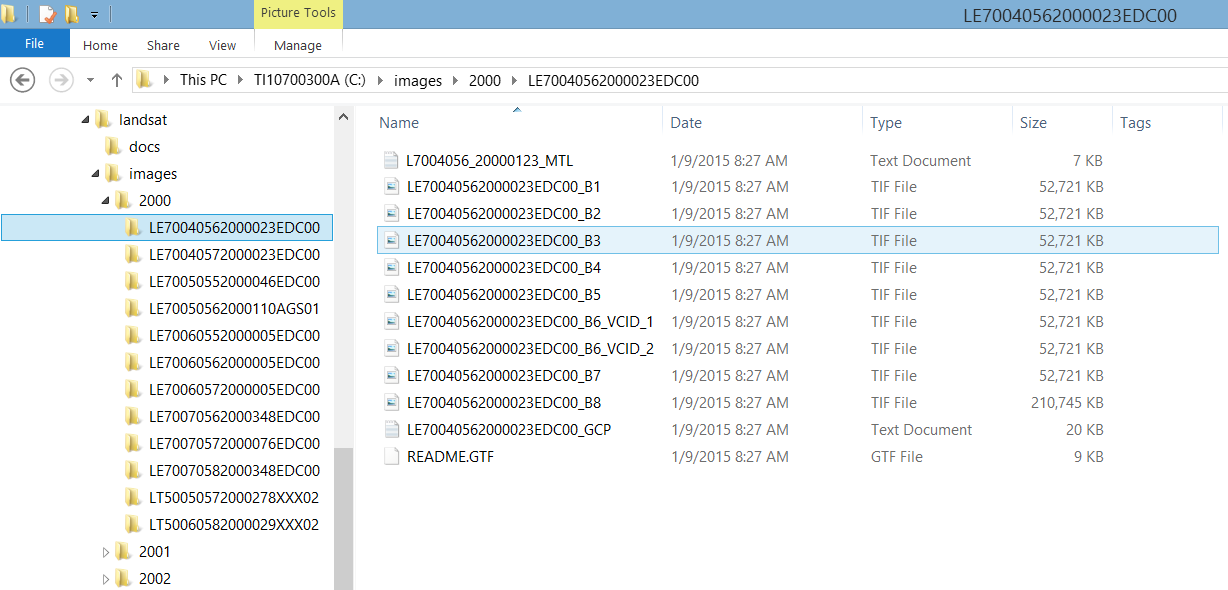 Picture Tools
LE70040562000023EDC00
File Home Share View Manage
This PC TI10700300A (C:) images 2000 LE70040562000023EDC00
landsat
docs
images
2000
LE70040562000023EDC00
LE70040572000023EDC00
LE70050552000046EDC00
LE70050562000110AGS01
LE70060552000005EDC00
LE70060562000005EDC00
LE70060572000005EDC00
LE70070562000348EDC00
LE70070572000076EDC00
LE70070582000348EDC00
LT50050572000278XXX02
LT50060582000029XXX02
2001
2002
Name Date Type Size Tags
L7004056_20000123_MTL 1/9/2015 8:27 AM Text Document 7 KB
LE70040562000023EDC00_B1 1/9/2015 8:27 AM TIF File 52,721 KB
LE70040562000023EDC00_B2 1/9/2015 8:27 AM TIF File 52,721 KB
LE70040562000023EDC00_B3 1/9/2015 8:27 AM TIF File 52,721 KB
LE70040562000023EDC00_B4 1/9/2015 8:27 AM TIF File 52,721 KB
LE70040562000023EDC00_B5 1/9/2015 8:27 AM TIF File 52,721 KB
LE70040562000023EDC00_B6_VCID_1 1/9/2015 8:27 AM TIF File 52,721 KB
LE70040562000023EDC00_B6_VCID_2 1/9/2015 8:27 AM TIF File 52,721 KB
LE70040562000023EDC00_B7 1/9/2015 8:27 AM TIF File 52,721 KB
LE70040562000023EDC00_B8 1/9/2015 8:27 AM TIF File 210,745 KB
LE70040562000023EDC00_GCP 1/9/2015 8:27 AM Text Document 20 KB
README.GTF 1/9/2015 8:27 AM GTF File 9 KB